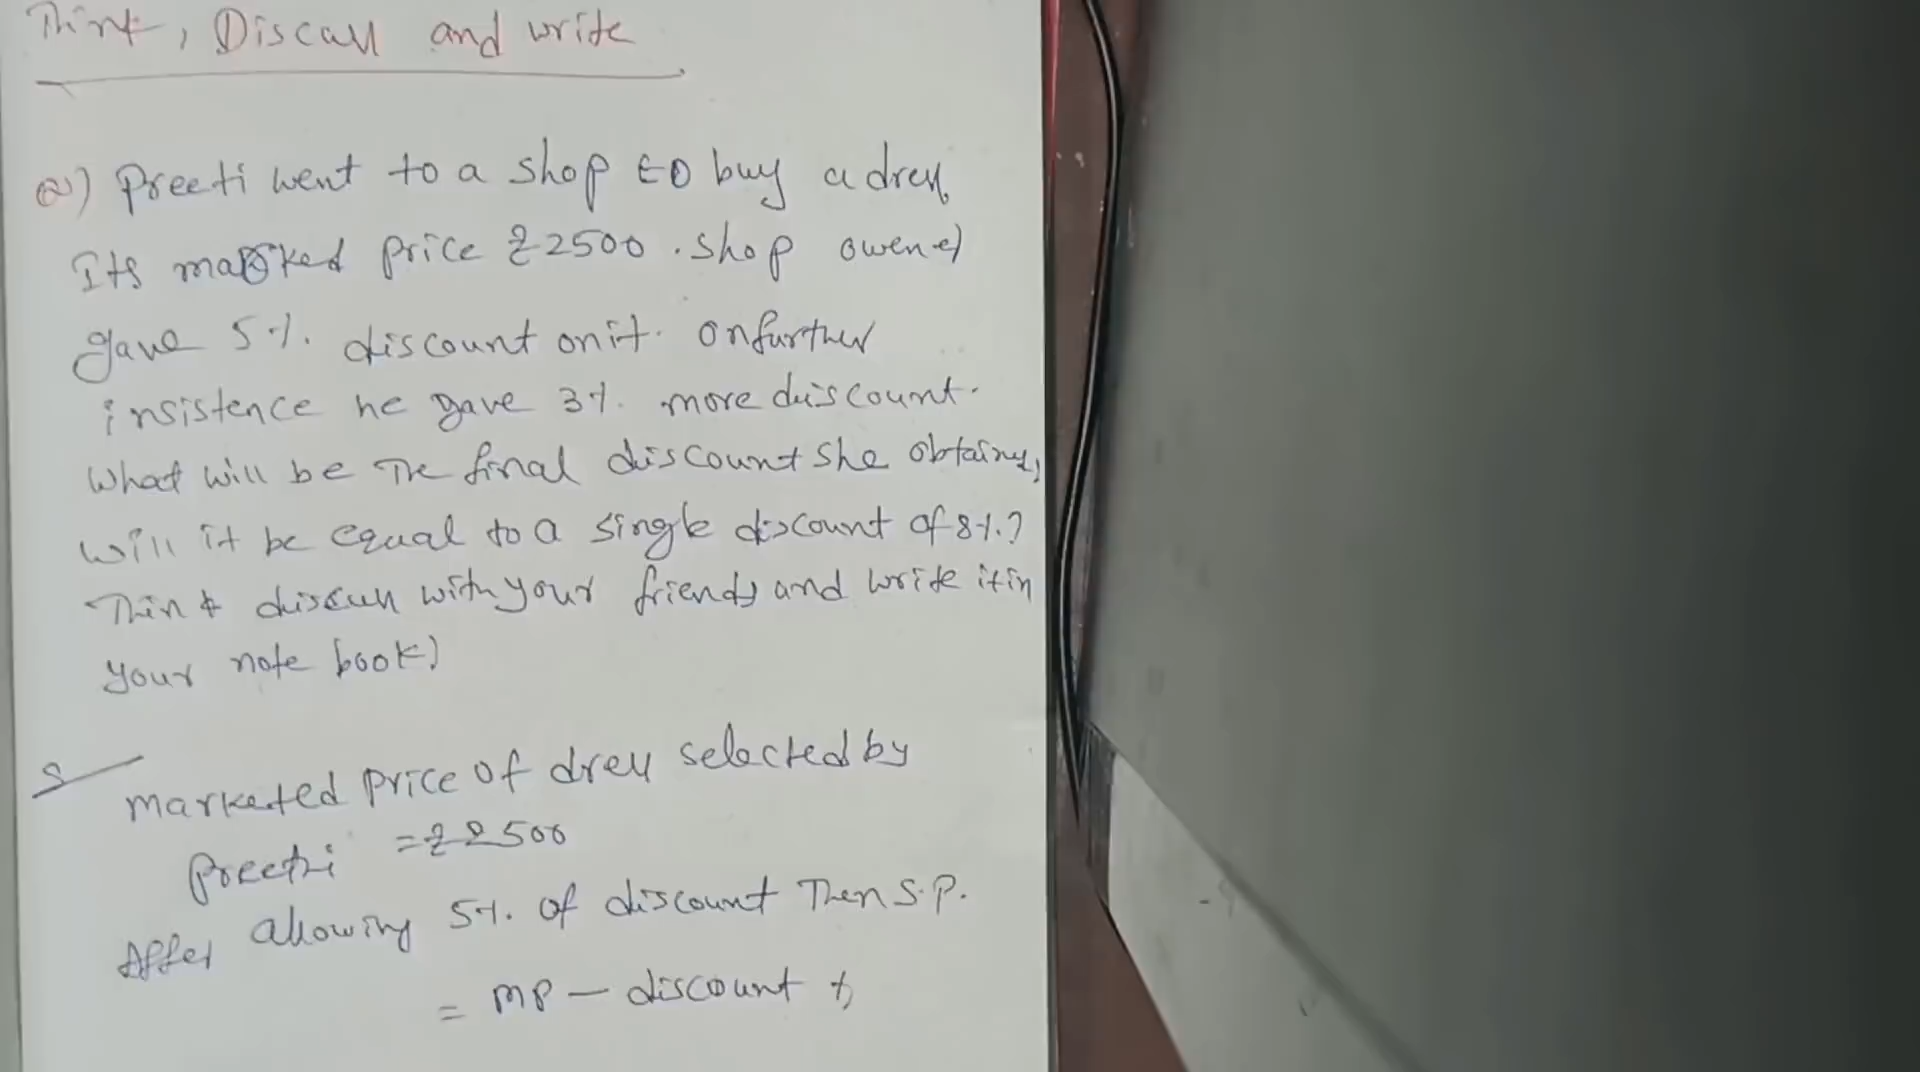 Think, Discuss and write
Q) Preeti went to a shop to buy a dress.
Its marked price ₹2500. shop owener
gave 5%. discount on it. on further
insistence he gave 3%. more discount.
What will be The final discount she obtains,
will it be equal to a single discount of 8%.?
Think discuss with your friends and write it in
your note book)
S
marketed price of dress selected by
Preethi = ₹2500
After allowing 5%. of discount Then S.P.
= MP - discount